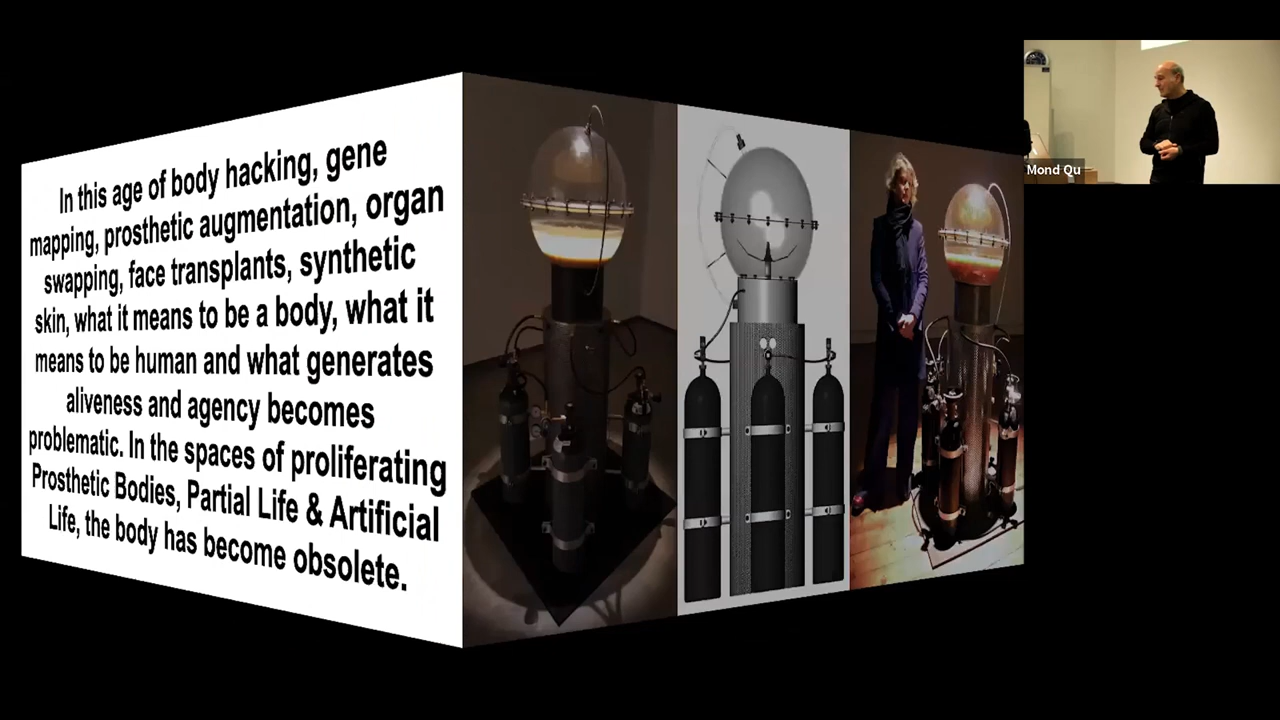 In this age of body hacking, gene
mapping, prosthetic augmentation, organ
swapping, face transplants, synthetic
skin, what it means to be a body, what it
means to be human and what generates
aliveness and agency becomes
problematic. In the spaces of proliferating
Prosthetic Bodies, Partial Life & Artificial
Life, the body has become obsolete.
Mond Qu